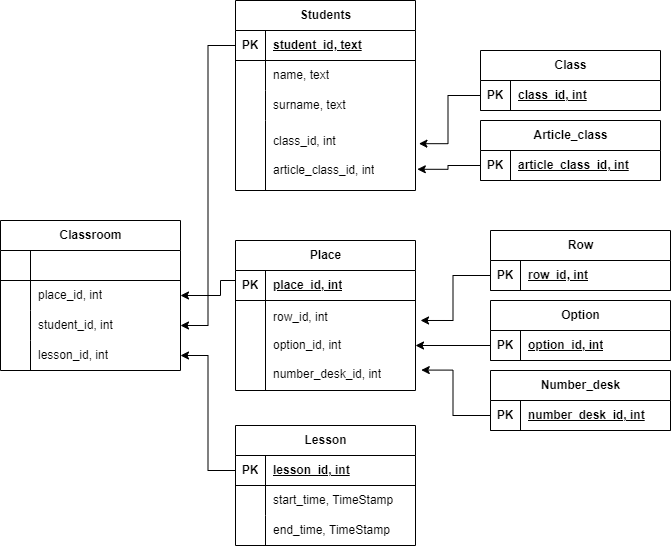 Students
PK student_id, text
name, text
surname, text
class_id, int
article_class_id, int
Class
PK class_id, int
Article_class
PK article_class_id, int
Classroom
place_id, int
student_id, int
lesson_id, int
Place
PK place_id, int
row_id, int
option_id, int
number_desk_id, int
Row
PK row_id, int
Option
PK option_id, int
Number_desk
PK number_desk_id, int
Lesson
PK lesson_id, int
start_time, TimeStamp
end_time, TimeStamp